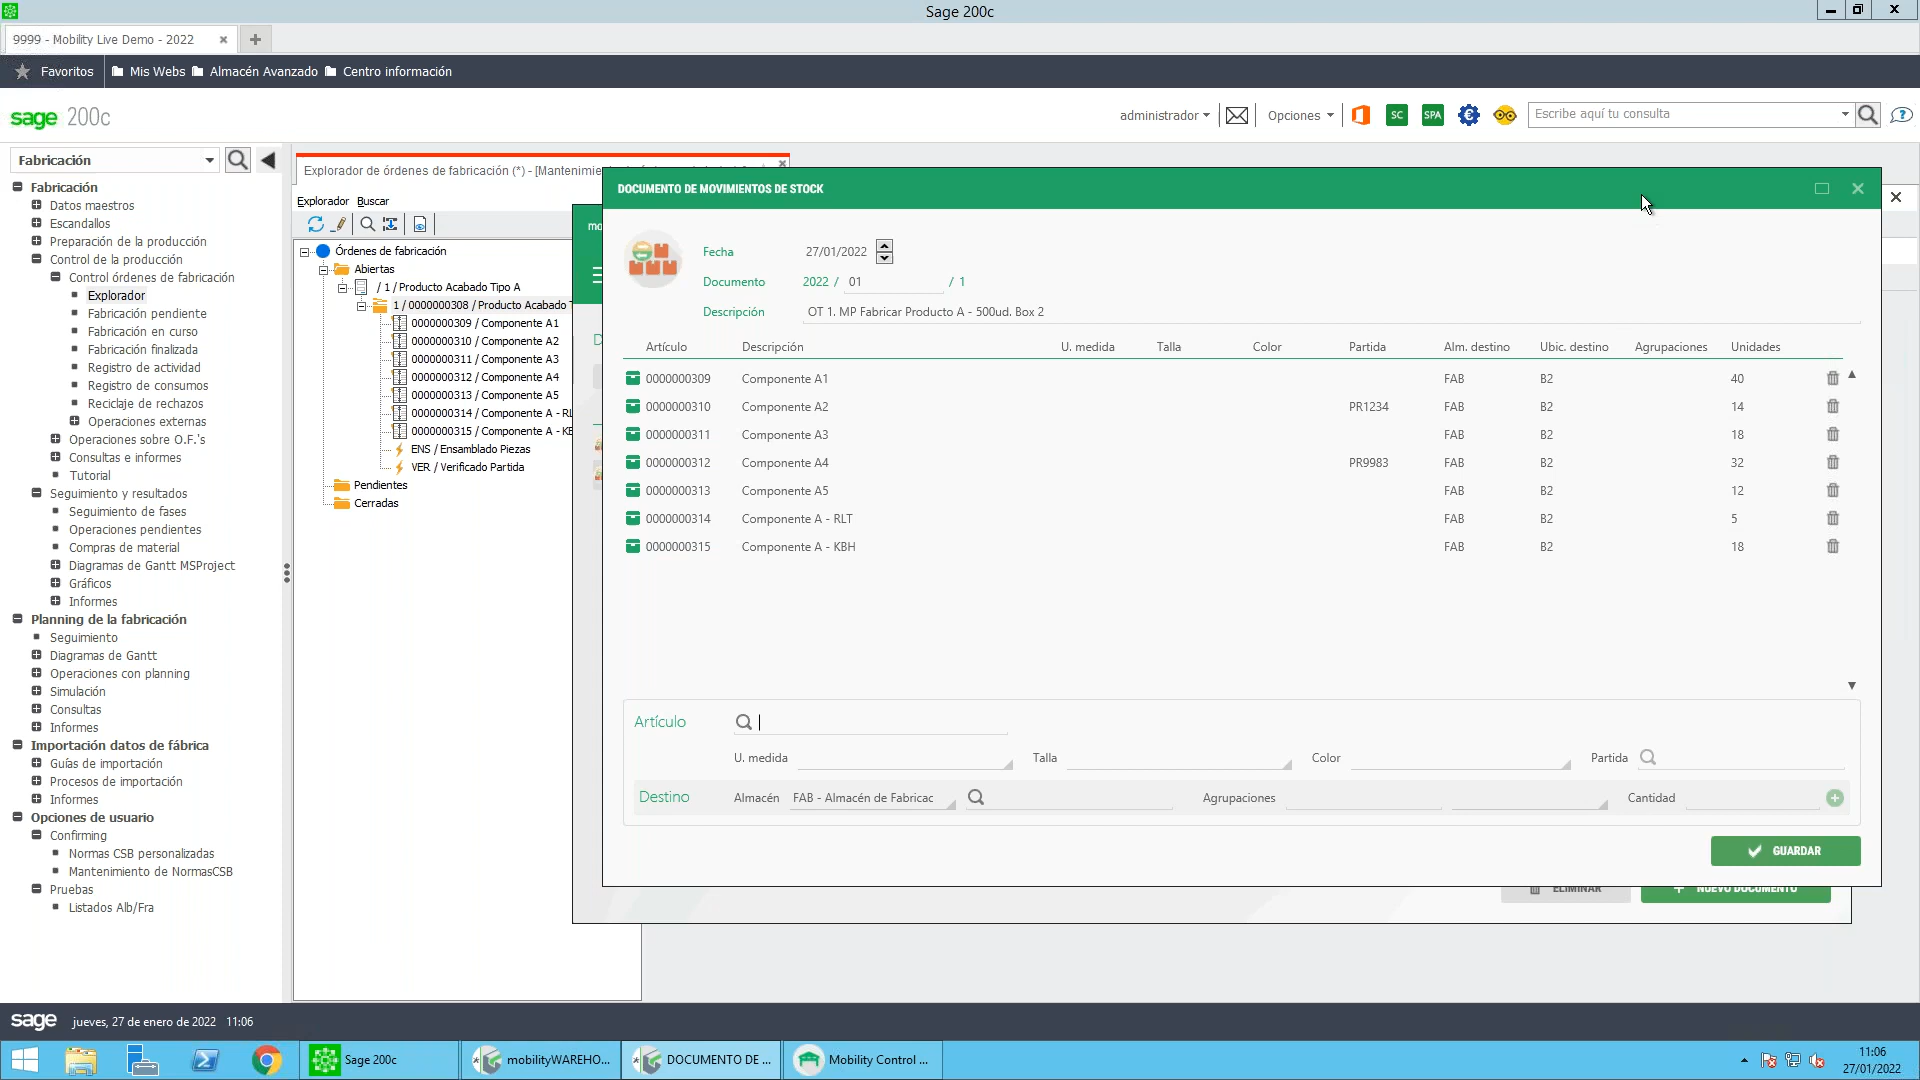 Sage 200c
9999 - Mobility Live Demo - 2022
Favoritos
Mis Webs
Almacén Avanzado
Centro información
sage 200c
administrador
Opciones
SC
SPA
Escribe aquí tu consulta
Fabricación
Fabricación
Datos maestros
Escandallos
Preparación de la producción
Control de la producción
Control órdenes de fabricación
Explorador
Fabricación pendiente
Fabricación en curso
Fabricación finalizada
Registro de actividad
Registro de consumos
Reciclaje de rechazos
Operaciones externas
Operaciones sobre O.F.'s
Consultas e informes
Tutorial
Seguimiento y resultados
Seguimiento de fases
Operaciones pendientes
Compras de material
Diagramas de Gantt MSProject
Gráficos
Informes
Planning de la fabricación
Seguimiento
Diagramas de Gantt
Operaciones con planning
Simulación
Consultas
Informes
Importación datos de fábrica
Guías de importación
Procesos de importación
Informes
Opciones de usuario
Confirming
Normas CSB personalizadas
Mantenimiento de NormasCSB
Pruebas
Listados Alb/Fra
Explorador de órdenes de fabricación (*) - [Mantenimie
Explorador Buscar
Órdenes de fabricación
Abiertas
/ 1 / Producto Acabado Tipo A
1 / 0000000308 / Producto Acabado T
0000000309 / Componente A1
0000000310 / Componente A2
0000000311 / Componente A3
0000000312 / Componente A4
0000000313 / Componente A5
0000000314 / Componente A - RL
0000000315 / Componente A - KB
ENS / Ensamblado Piezas
VER / Verificado Partida
Pendientes
Cerradas
mo
D
DOCUMENTO DE MOVIMIENTOS DE STOCK
Fecha 27/01/2022
Documento 2022 / 01 / 1
Descripción OT 1. MP Fabricar Producto A - 500ud. Box 2
Artículo Descripción U. medida Talla Color Partida Alm. destino Ubic. destino Agrupaciones Unidades
0000000309 Componente A1 FAB B2 40
0000000310 Componente A2 PR1234 FAB B2 14
0000000311 Componente A3 FAB B2 18
0000000312 Componente A4 PR9983 FAB B2 32
0000000313 Componente A5 FAB B2 12
0000000314 Componente A - RLT FAB B2 5
0000000315 Componente A - KBH FAB B2 18
Artículo
U. medida Talla Color Partida
Destino Almacén FAB - Almacén de Fabricac Agrupaciones Cantidad
GUARDAR
ELIMINAR
NUEVO DOCUMENTO
sage jueves, 27 de enero de 2022 11:06
Sage 200c
mobilityWAREHO...
DOCUMENTO DE ...
Mobility Control ...
11:06
27/01/2022